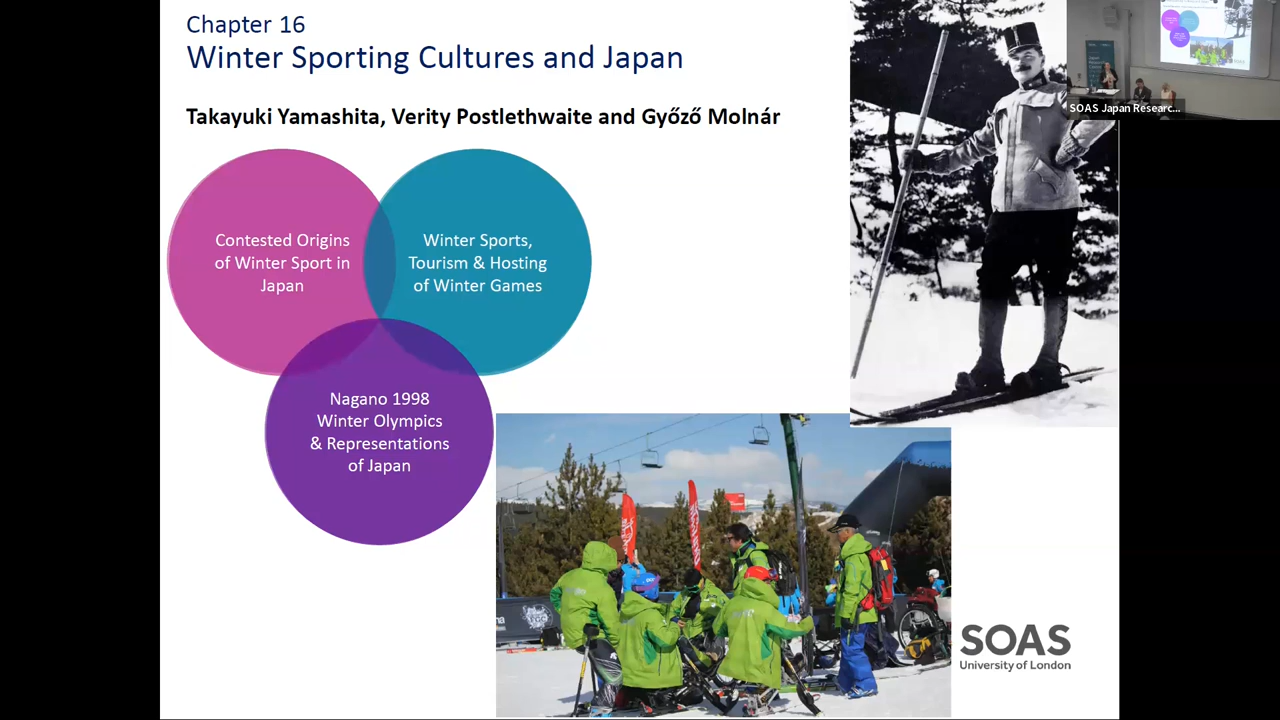 Chapter 16
Winter Sporting Cultures and Japan
Takayuki Yamashita, Verity Postlethwaite and Győző Molnár
Contested Origins
of Winter Sport in
Japan
Winter Sports,
Tourism & Hosting
of Winter Games
Nagano 1998
Winter Olympics
& Representations
of Japan
SOAS
University of London
SOAS Japan Researc...